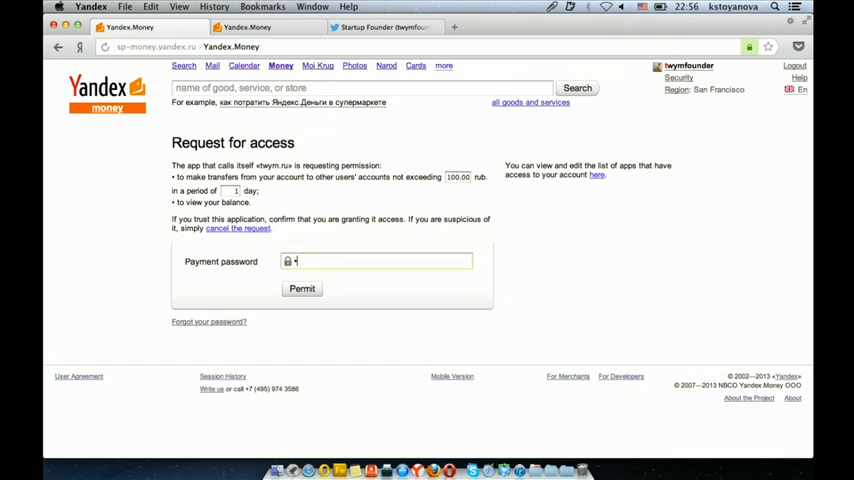 Yandex File Edit View History Bookmarks Window Help 22:56 kstoyanova
Yandex.Money Yandex.Money Startup Founder (twymfoun
sp-money.yandex.ru › Yandex.Money
Search Mail Calendar Money Moi Krug Photos Narod Cards more twymfounder Logout
Security Help
Region: San Francisco En
Yandex
money
name of good, service, or store Search
For example, как потратить Яндекс.Деньги в супермаркете all goods and services
Request for access
The app that calls itself «twym.ru» is requesting permission:
• to make transfers from your account to other users' accounts not exceeding 100.00 rub.
in a period of 1 day;
• to view your balance.
You can view and edit the list of apps that have
access to your account here.
If you trust this application, confirm that you are granting it access. If you are suspicious of
it, simply cancel the request.
Payment password •
Permit
Forgot your password?
User Agreement Session History Mobile Version For Merchants For Developers © 2002–2013 «Yandex»
Write us or call +7 (495) 974 3586 © 2007–2013 NBCO Yandex.Money OOO
About the Project About